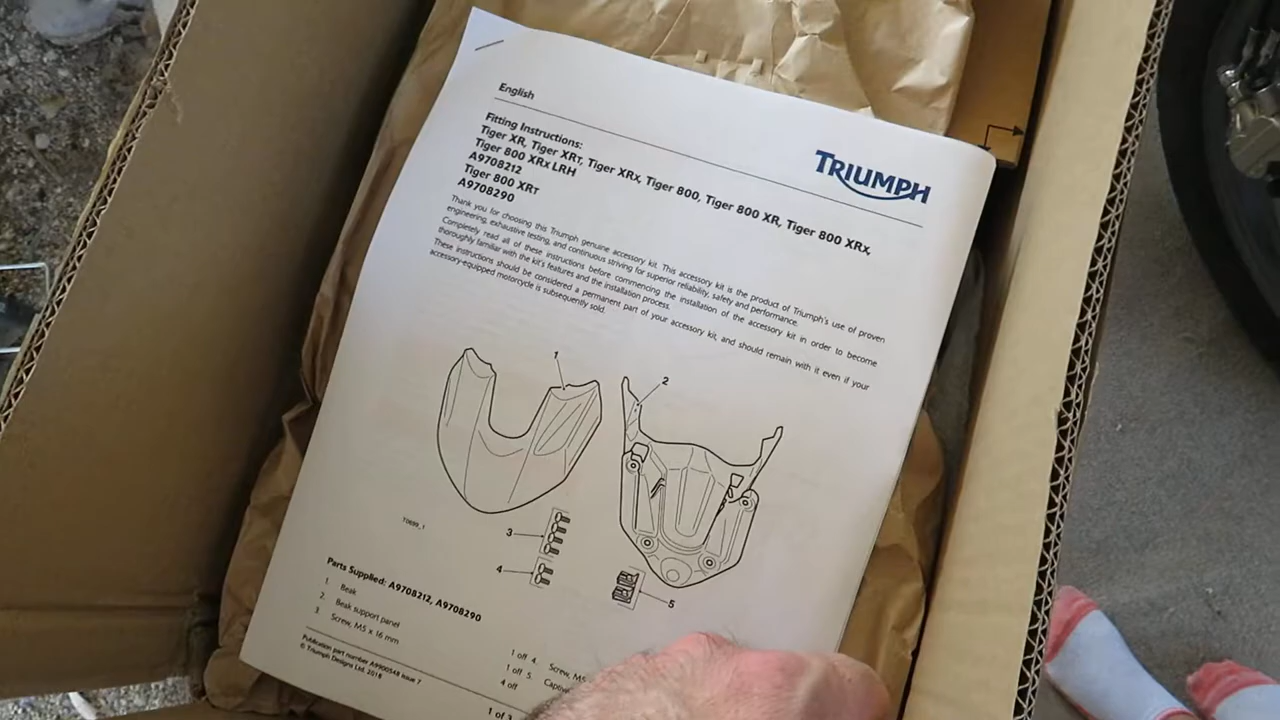 English
TRIUMPH
Fitting Instructions:
Tiger XR, Tiger XRT, Tiger XRx, Tiger 800, Tiger 800 XR, Tiger 800 XRx,
Tiger 800 XRx LRH
A9708212
Tiger 800 XRT
A9708290
Thank you for choosing this Triumph genuine accessory kit. This accessory kit is the product of Triumph's use of proven
engineering, exhaustive testing, and continuous striving for superior reliability, safety and performance.
Completely read all of these instructions before commencing the installation of the accessory kit in order to become
thoroughly familiar with the kit's features and the installation process.
These instructions should be considered a permanent part of your accessory kit, and should remain with it even if your
accessory-equipped motorcycle is subsequently sold.
1
2
3
4
5
T0699_1
Parts Supplied: A9708212, A9708290
1. Beak 1 off 4. Screw, M5
2. Beak support panel 1 off 5.
3. Screw, M5 x 16 mm 4 off
Publication part number A9900548 issue 7
© Triumph Designs Ltd. 2018
1 of 3